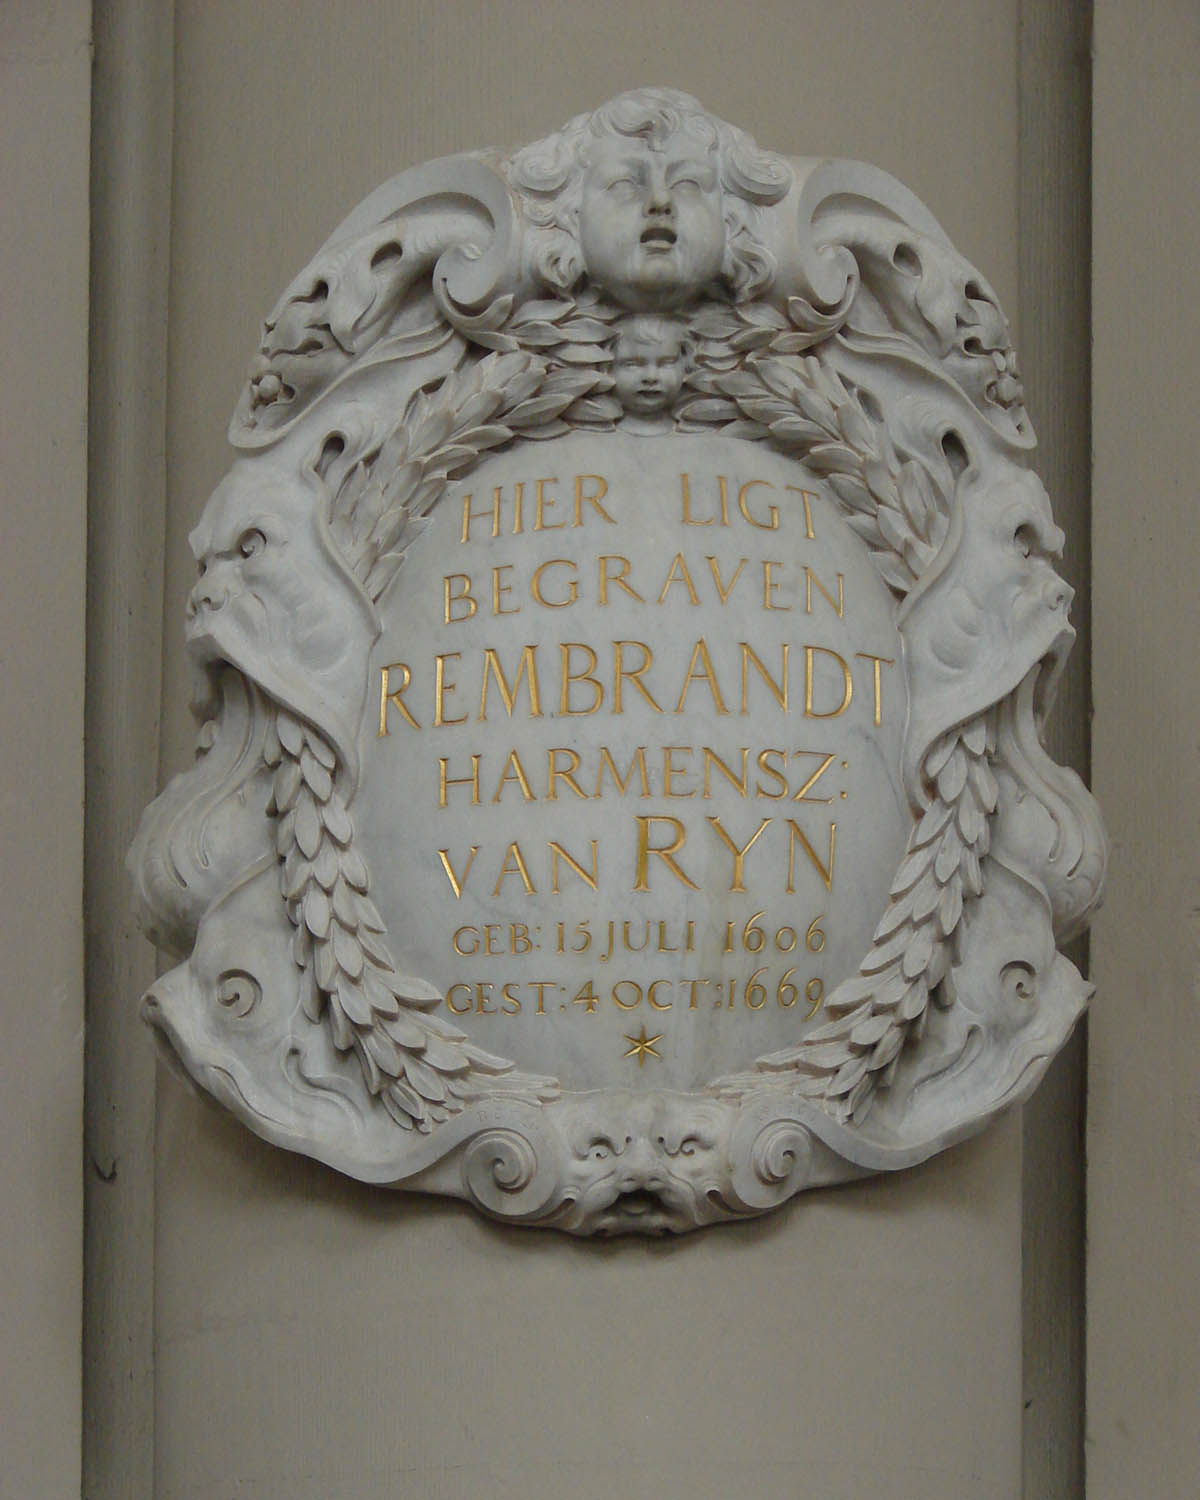 HIER LIGT
BEGRAVEN
REMBRANDT
HARMENSZ:
VAN RYN
GEB: 15 JULI 1606
GEST: 4 OCT: 1669